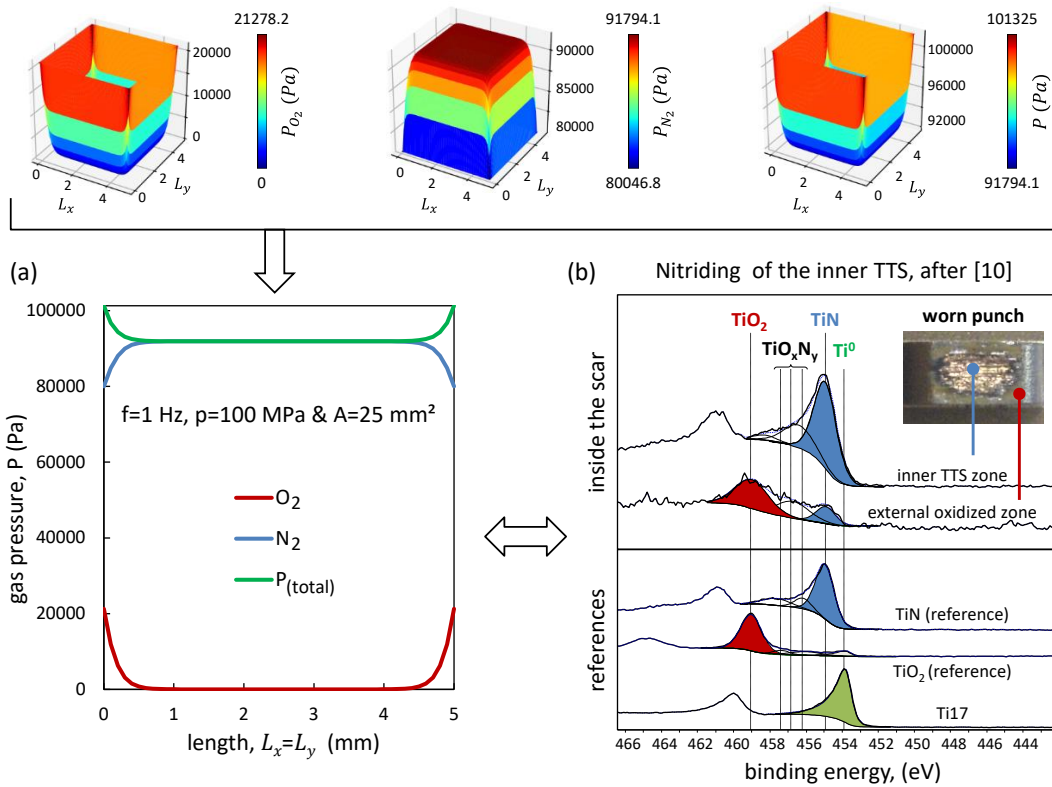 21278.2
20000
10000
0
P_{O_2} (Pa)
0
0 2 4
L_x
0 2 4
L_y
91794.1
90000
85000
80000
P_{N_2} (Pa)
80046.8
0 2 4
L_x
0 2 4
L_y
101325
100000
96000
92000
P (Pa)
91794.1
0 2 4
L_x
0 2 4
L_y
(a)
100000
80000
60000
40000
20000
0
gas pressure, P (Pa)
f=1 Hz, p=100 MPa & A=25 mm²
O₂
N₂
P₍total₎
0 1 2 3 4 5
length, L_x=L_y (mm)
(b)
Nitriding of the inner TTS, after [10]
TiO₂
TiN
TiOₓN_y
Ti⁰
worn punch
inside the scar
inner TTS zone
external oxidized zone
references
TiN (reference)
TiO₂ (reference)
Ti17
466 464 462 460 458 456 454 452 450 448 446 444
binding energy, (eV)